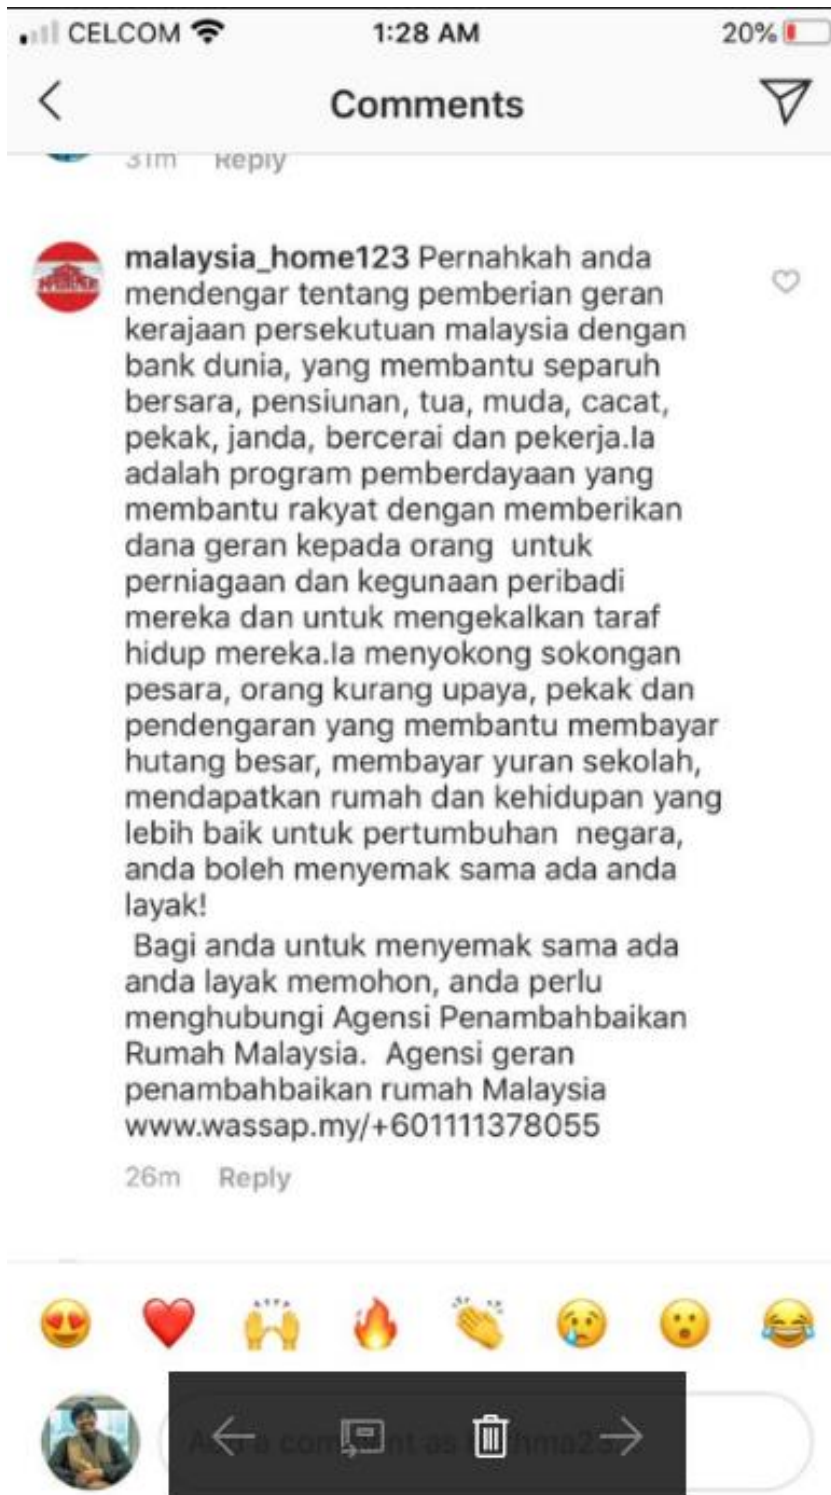 CELCOM 1:28 AM 20%
Comments
31m Reply
malaysia_home123 Pernahkah anda
mendengar tentang pemberian geran
kerajaan persekutuan malaysia dengan
bank dunia, yang membantu separuh
bersara, pensiunan, tua, muda, cacat,
pekak, janda, bercerai dan pekerja.Ia
adalah program pemberdayaan yang
membantu rakyat dengan memberikan
dana geran kepada orang  untuk
perniagaan dan kegunaan peribadi
mereka dan untuk mengekalkan taraf
hidup mereka.Ia menyokong sokongan
pesara, orang kurang upaya, pekak dan
pendengaran yang membantu membayar
hutang besar, membayar yuran sekolah,
mendapatkan rumah dan kehidupan yang
lebih baik untuk pertumbuhan  negara,
anda boleh menyemak sama ada anda
layak!
Bagi anda untuk menyemak sama ada
anda layak memohon, anda perlu
menghubungi Agensi Penambahbaikan
Rumah Malaysia.  Agensi geran
penambahbaikan rumah Malaysia
www.wassap.my/+601111378055
26m Reply
a comment as